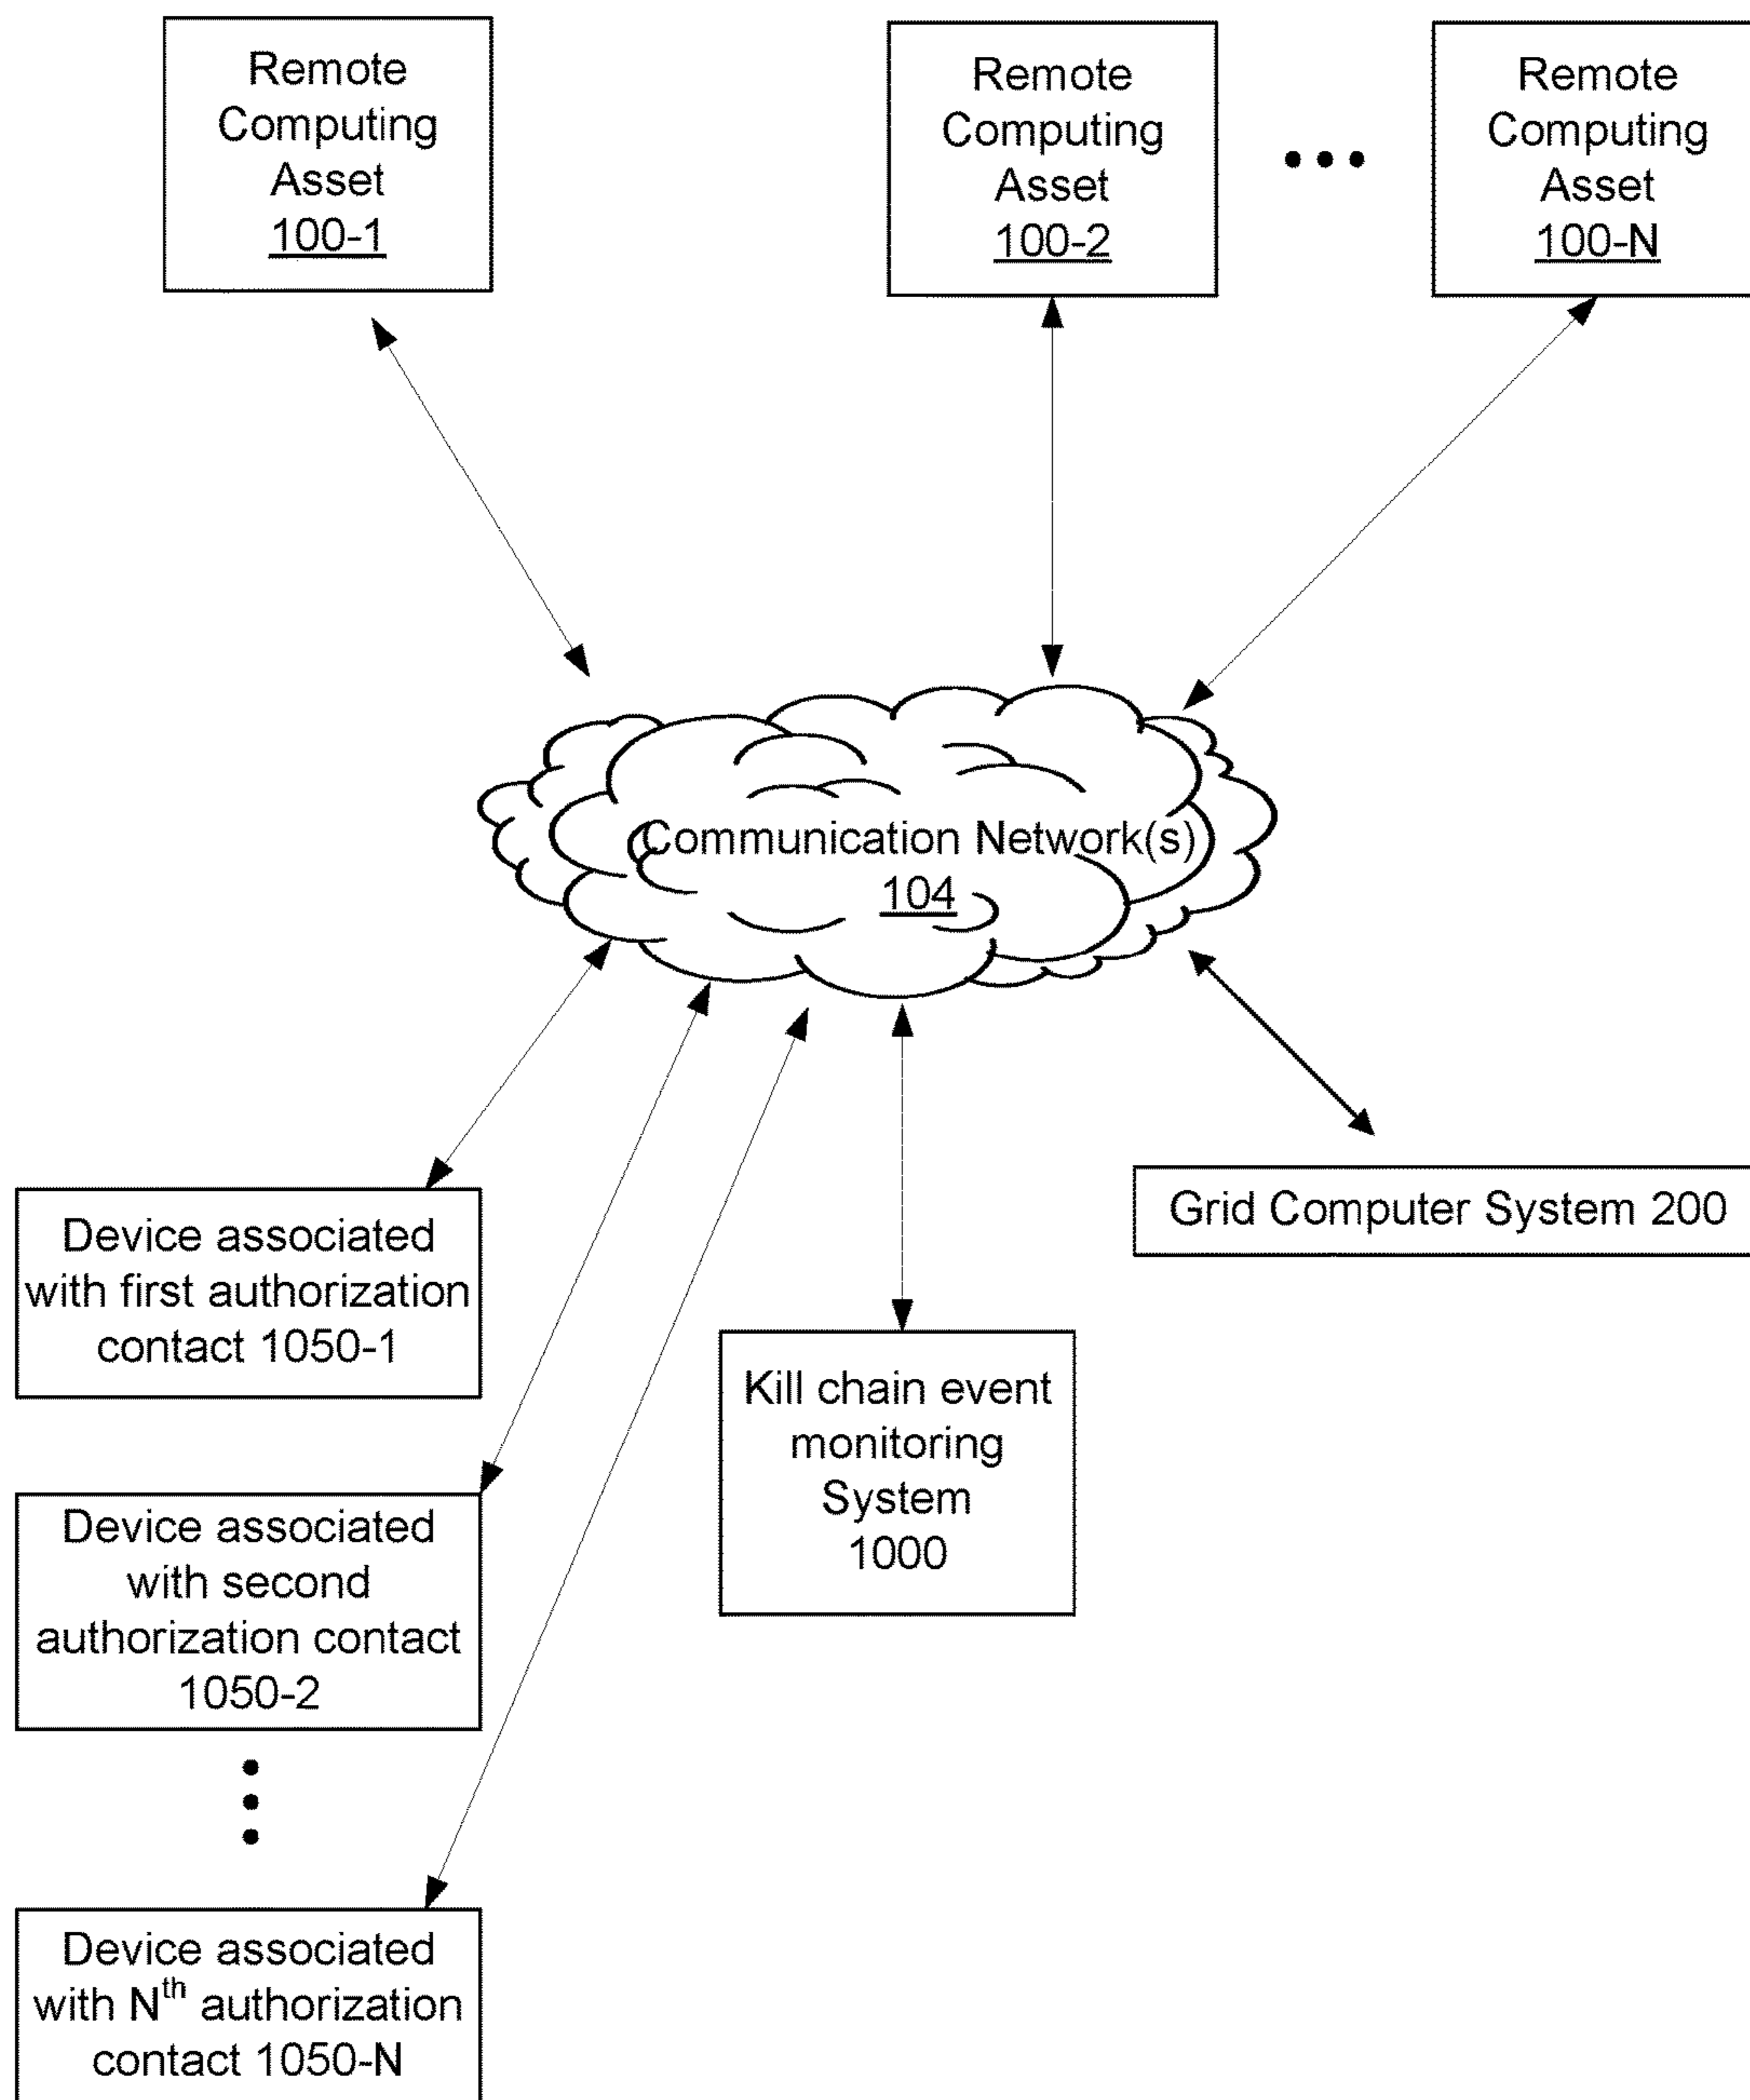 Remote
Computing
Asset
100-1
Remote
Computing
Asset
100-2
Remote
Computing
Asset
100-N
Communication Network(s)
104
Device associated
with first authorization
contact 1050-1
Grid Computer System 200
Kill chain event
monitoring
System
1000
Device associated
with second
authorization contact
1050-2
Device associated
with Nth authorization
contact 1050-N